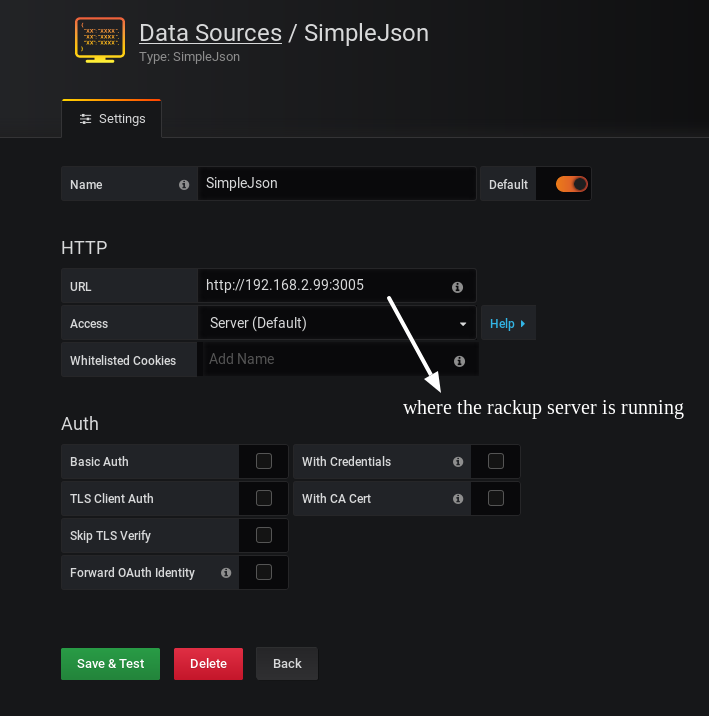 Data Sources / SimpleJson
Type: SimpleJson
Settings
Name SimpleJson Default
HTTP
URL http://192.168.2.99:3005
Access Server (Default) Help
Whitelisted Cookies Add Name
where the rackup server is running
Auth
Basic Auth With Credentials
TLS Client Auth With CA Cert
Skip TLS Verify
Forward OAuth Identity
Save & Test Delete Back